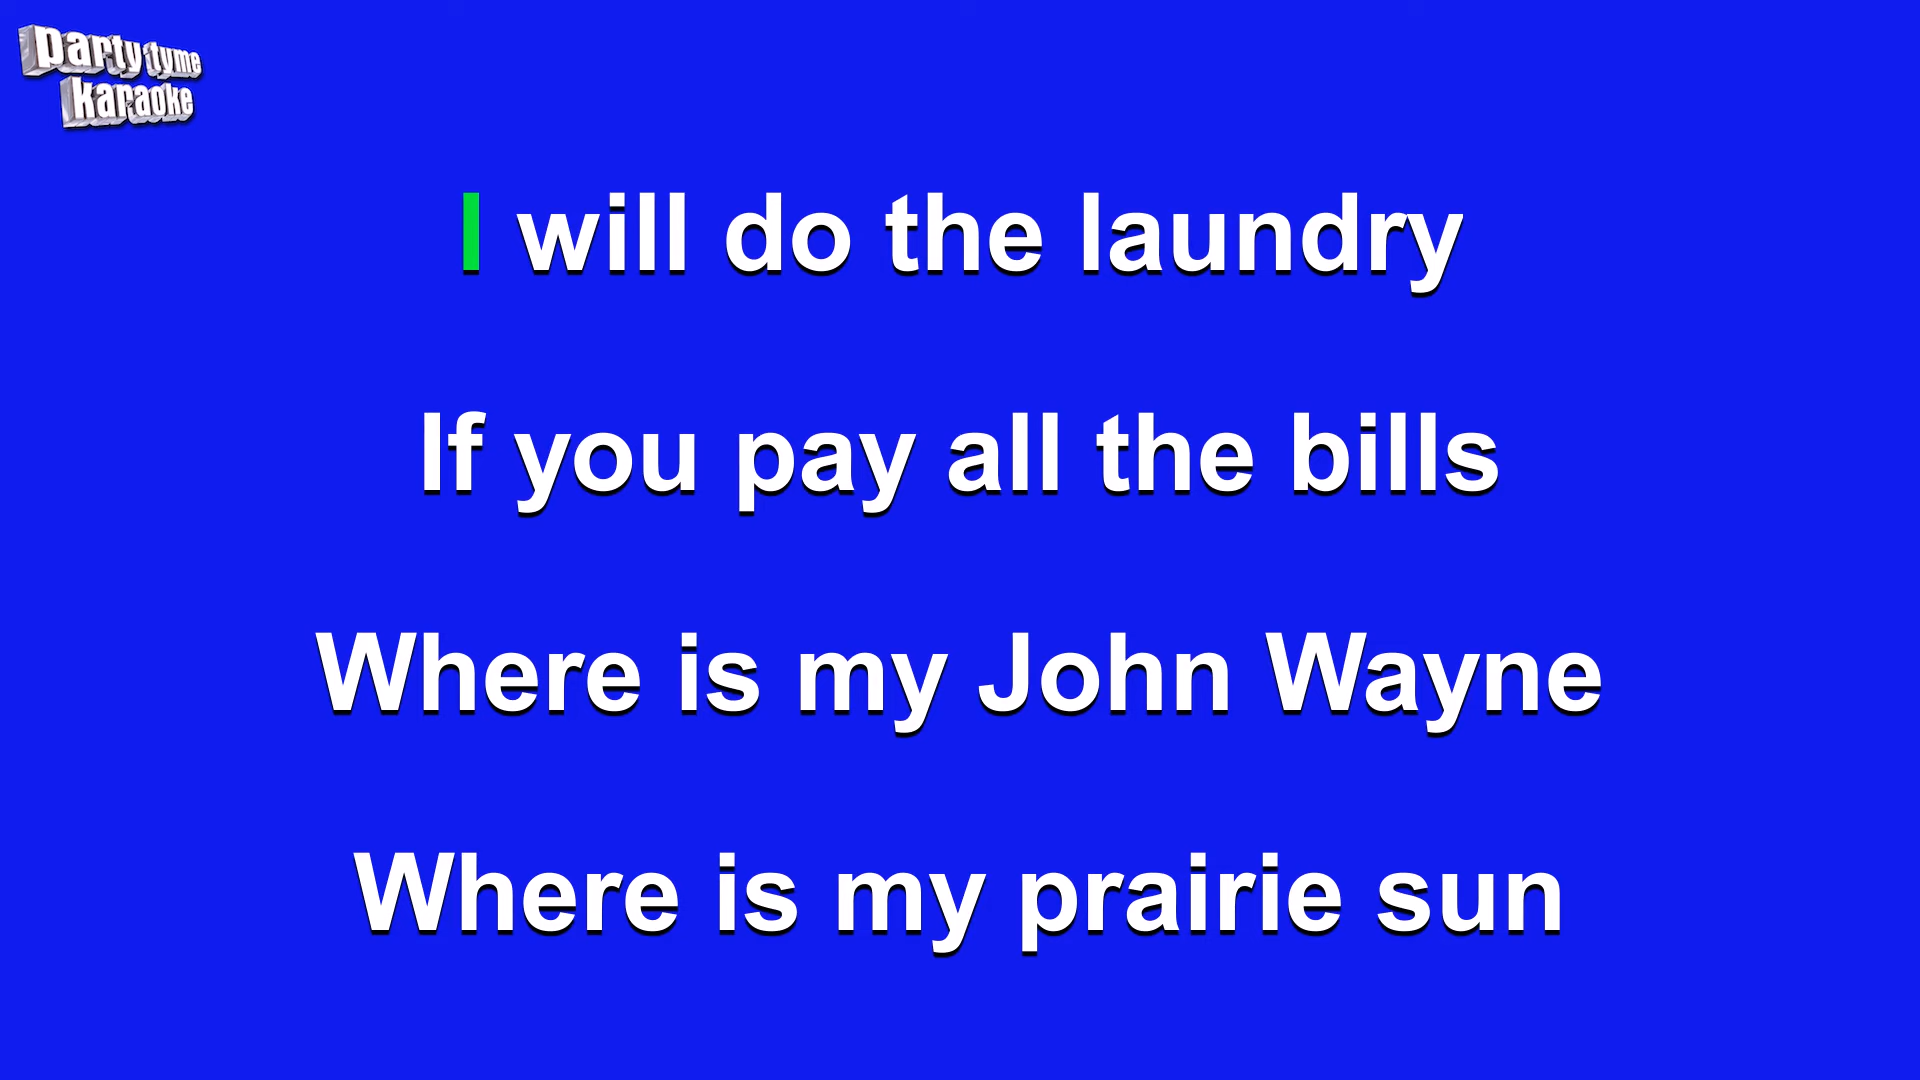 party tyme
karaoke
I will do the laundry
If you pay all the bills
Where is my John Wayne
Where is my prairie sun